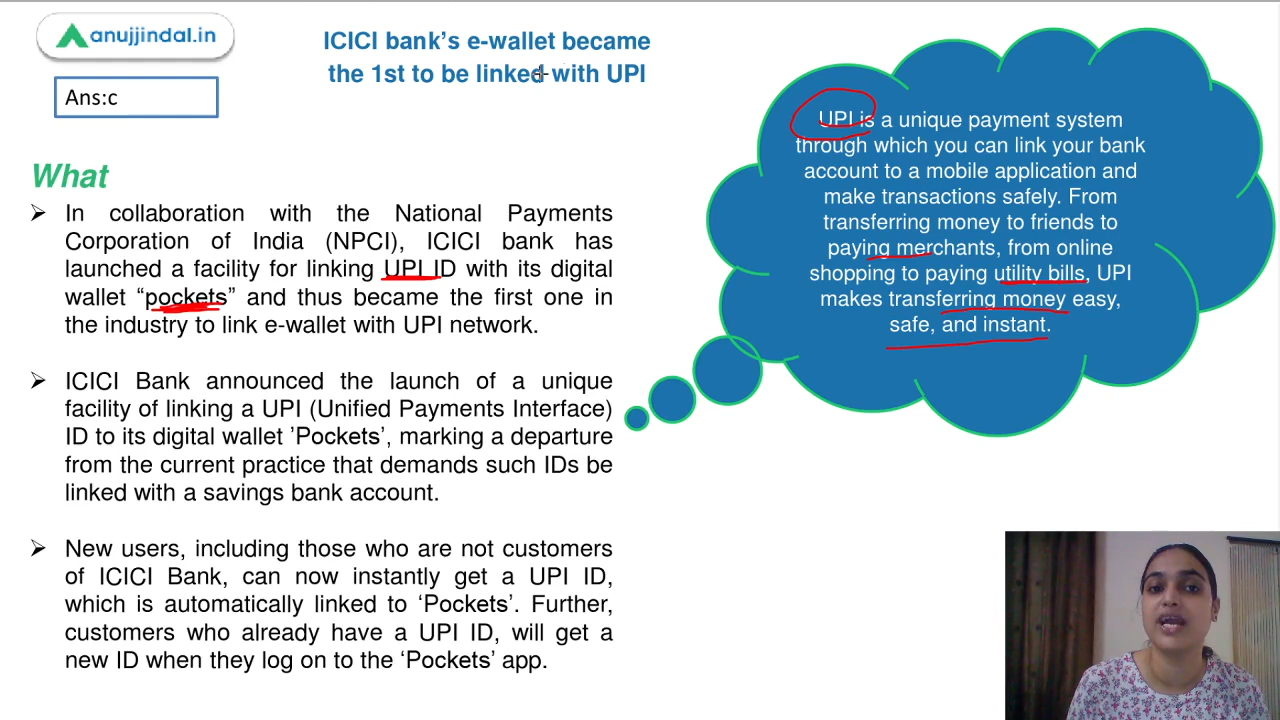 anujjindal.in
ICICI bank's e-wallet became
the 1st to be linked with UPI
Ans:c
What
In collaboration with the National Payments
Corporation of India (NPCI), ICICI bank has
launched a facility for linking UPI ID with its digital
wallet “pockets” and thus became the first one in
the industry to link e-wallet with UPI network.
ICICI Bank announced the launch of a unique
facility of linking a UPI (Unified Payments Interface)
ID to its digital wallet 'Pockets', marking a departure
from the current practice that demands such IDs be
linked with a savings bank account.
New users, including those who are not customers
of ICICI Bank, can now instantly get a UPI ID,
which is automatically linked to ‘Pockets’. Further,
customers who already have a UPI ID, will get a
new ID when they log on to the ‘Pockets’ app.
UPI is a unique payment system
through which you can link your bank
account to a mobile application and
make transactions safely. From
transferring money to friends to
paying merchants, from online
shopping to paying utility bills, UPI
makes transferring money easy,
safe, and instant.